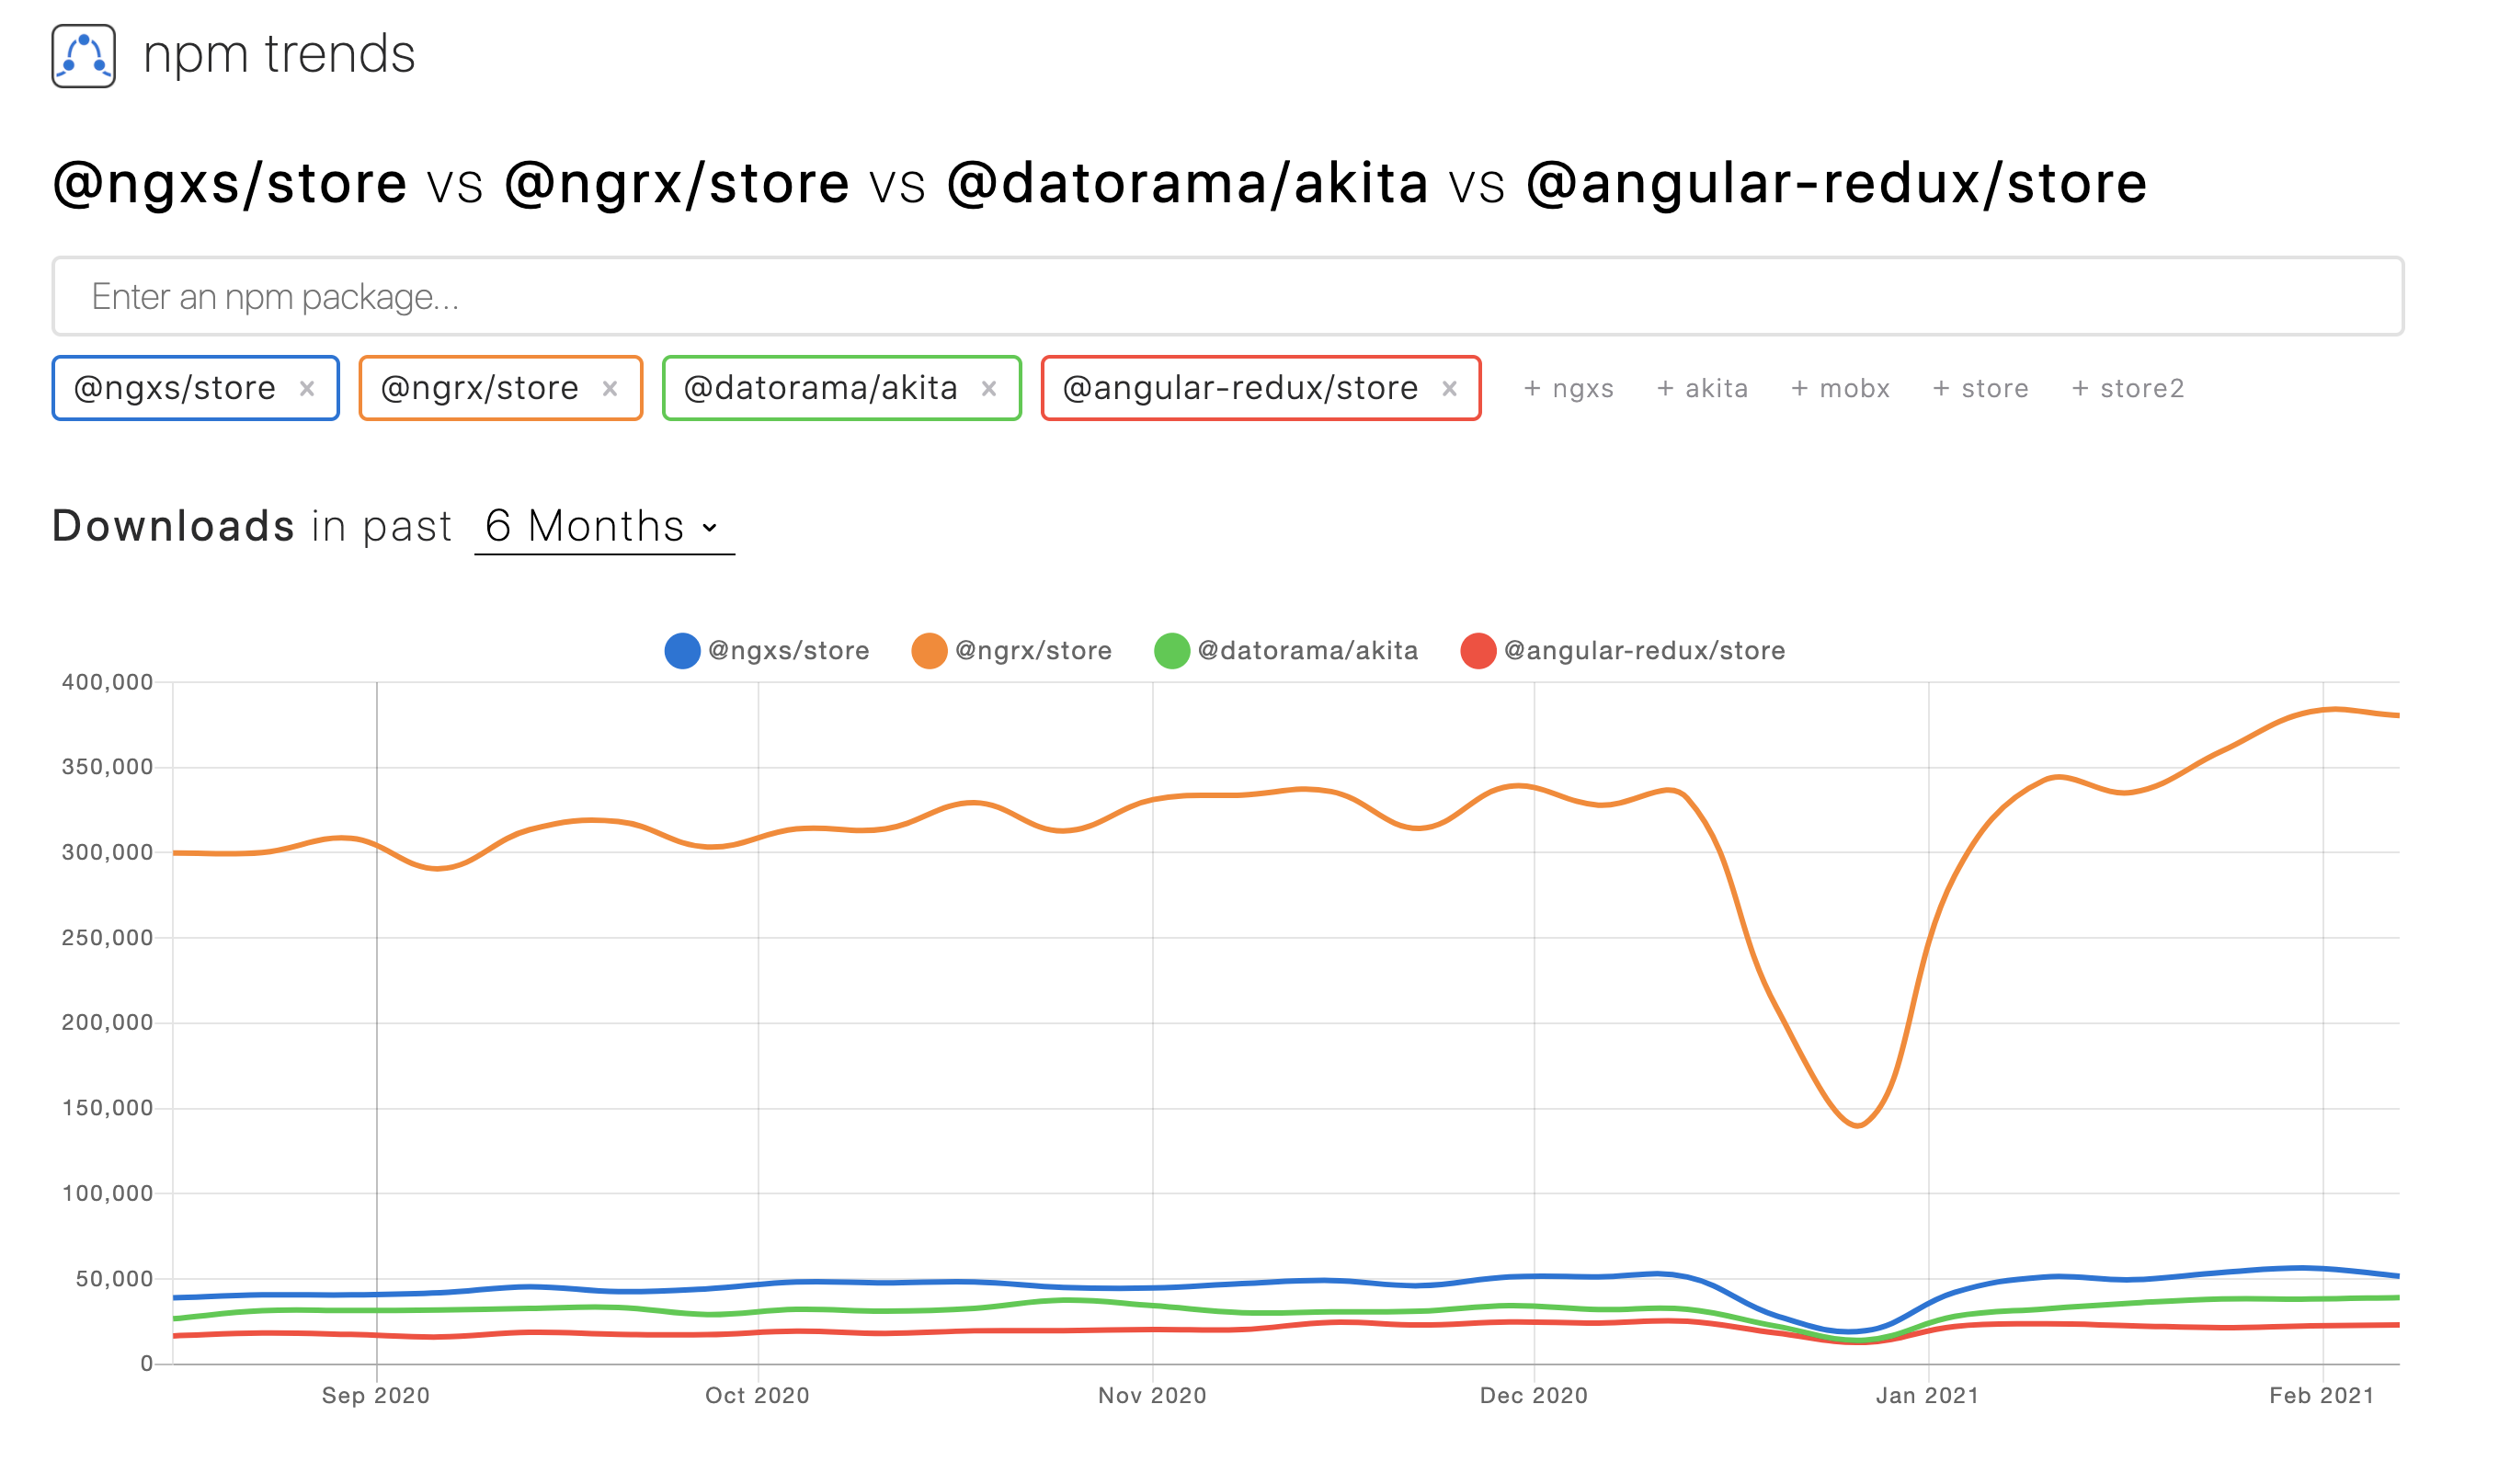 npm trends
@ngxs/store vs @ngrx/store vs @datorama/akita vs @angular-redux/store
Enter an npm package...
@ngxs/store × @ngrx/store × @datorama/akita × @angular-redux/store × + ngxs + akita + mobx + store + store2
Downloads in past 6 Months
@ngxs/store @ngrx/store @datorama/akita @angular-redux/store
400,000
350,000
300,000
250,000
200,000
150,000
100,000
50,000
0
Sep 2020 Oct 2020 Nov 2020 Dec 2020 Jan 2021 Feb 2021